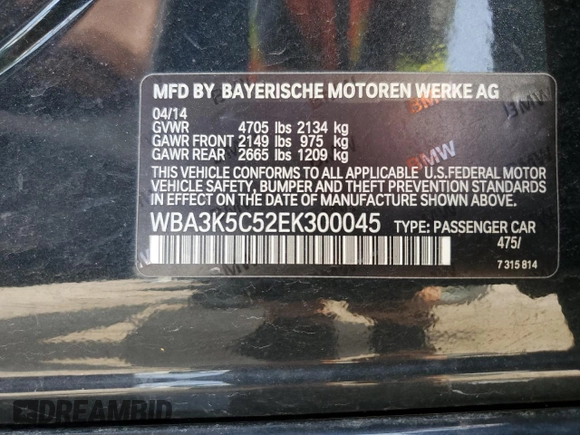 MFD BY BAYERISCHE MOTOREN WERKE AG
04/14
GVWR 4705 lbs 2134 kg
GAWR FRONT 2149 lbs 975 kg
GAWR REAR 2665 lbs 1209 kg
THIS VEHICLE CONFORMS TO ALL APPLICABLE U.S.FEDERAL MOTOR
VEHICLE SAFETY, BUMPER AND THEFT PREVENTION STANDARDS
IN EFFECT ON THE DATE OF MANUFACTURE SHOWN ABOVE.
WBA3K5C52EK300045 TYPE: PASSENGER CAR
475/
7 315 814
BMW
BMW
DREAMBID